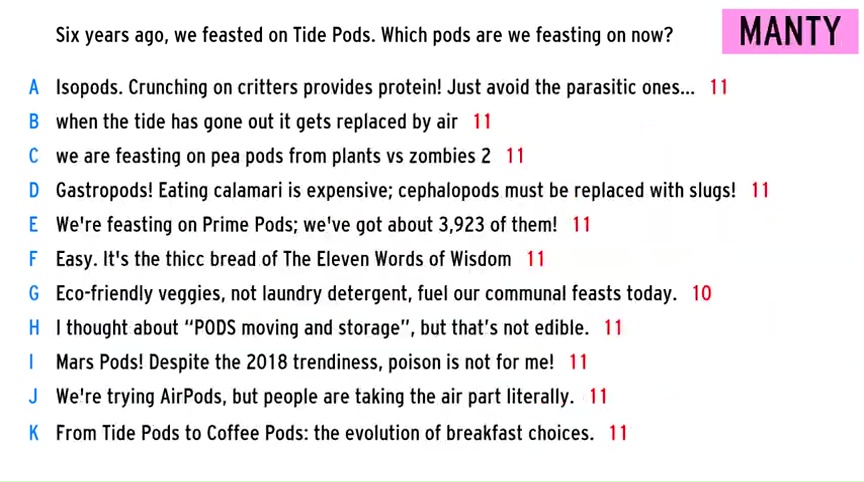 Six years ago, we feasted on Tide Pods. Which pods are we feasting on now?
MANTY
A Isopods. Crunching on critters provides protein! Just avoid the parasitic ones... 11
B when the tide has gone out it gets replaced by air 11
C we are feasting on pea pods from plants vs zombies 2 11
D Gastropods! Eating calamari is expensive; cephalopods must be replaced with slugs! 11
E We're feasting on Prime Pods; we've got about 3,923 of them! 11
F Easy. It's the thicc bread of The Eleven Words of Wisdom 11
G Eco-friendly veggies, not laundry detergent, fuel our communal feasts today. 10
H I thought about “PODS moving and storage”, but that's not edible. 11
I Mars Pods! Despite the 2018 trendiness, poison is not for me! 11
J We're trying AirPods, but people are taking the air part literally. 11
K From Tide Pods to Coffee Pods: the evolution of breakfast choices. 11